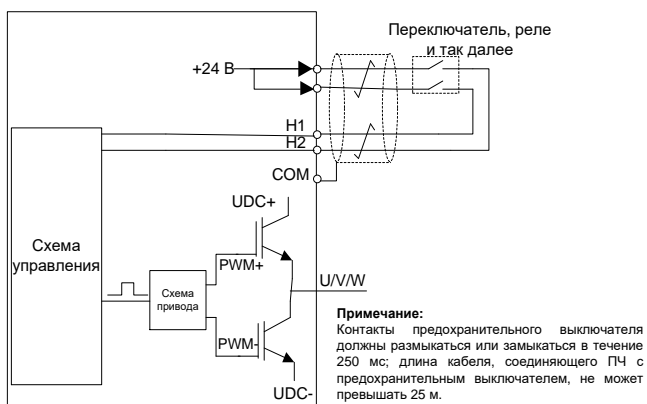 Переключатель, реле
и так далее
+24 В
H1
H2
COM
UDC+
Схема
управления
PWM+
Схема
привода
U/V/W
PWM-
UDC-
Примечание:
Контакты предохранительного выключателя
должны размыкаться или замыкаться в течение
250 мс; длина кабеля, соединяющего ПЧ с
предохранительным выключателем, не может
превышать 25 м.